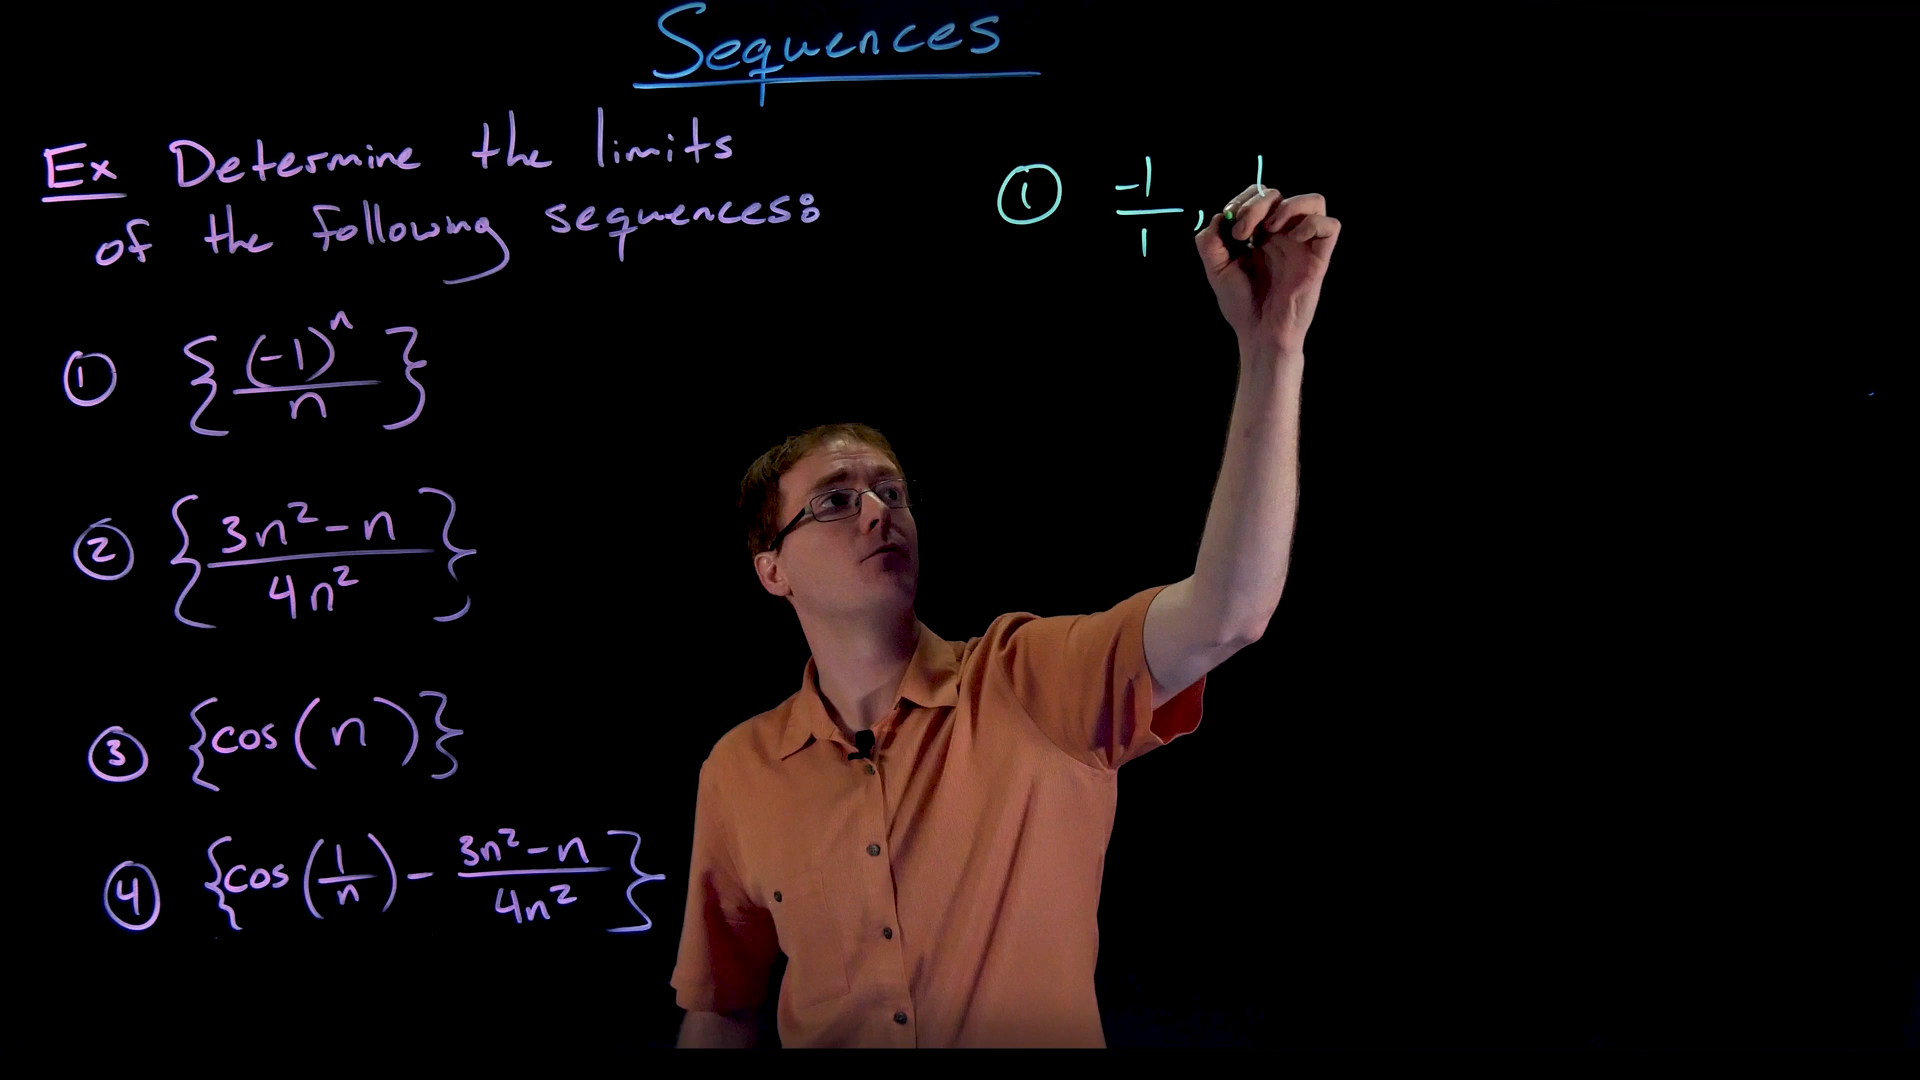 Sequences
Ex Determine the limits
of the following sequences:
① { (-1)^n / n }
② { 3n² - n / 4n² }
③ { cos(n) }
④ { cos(1/n) - 3n² - n / 4n² }
① -1/1, 1